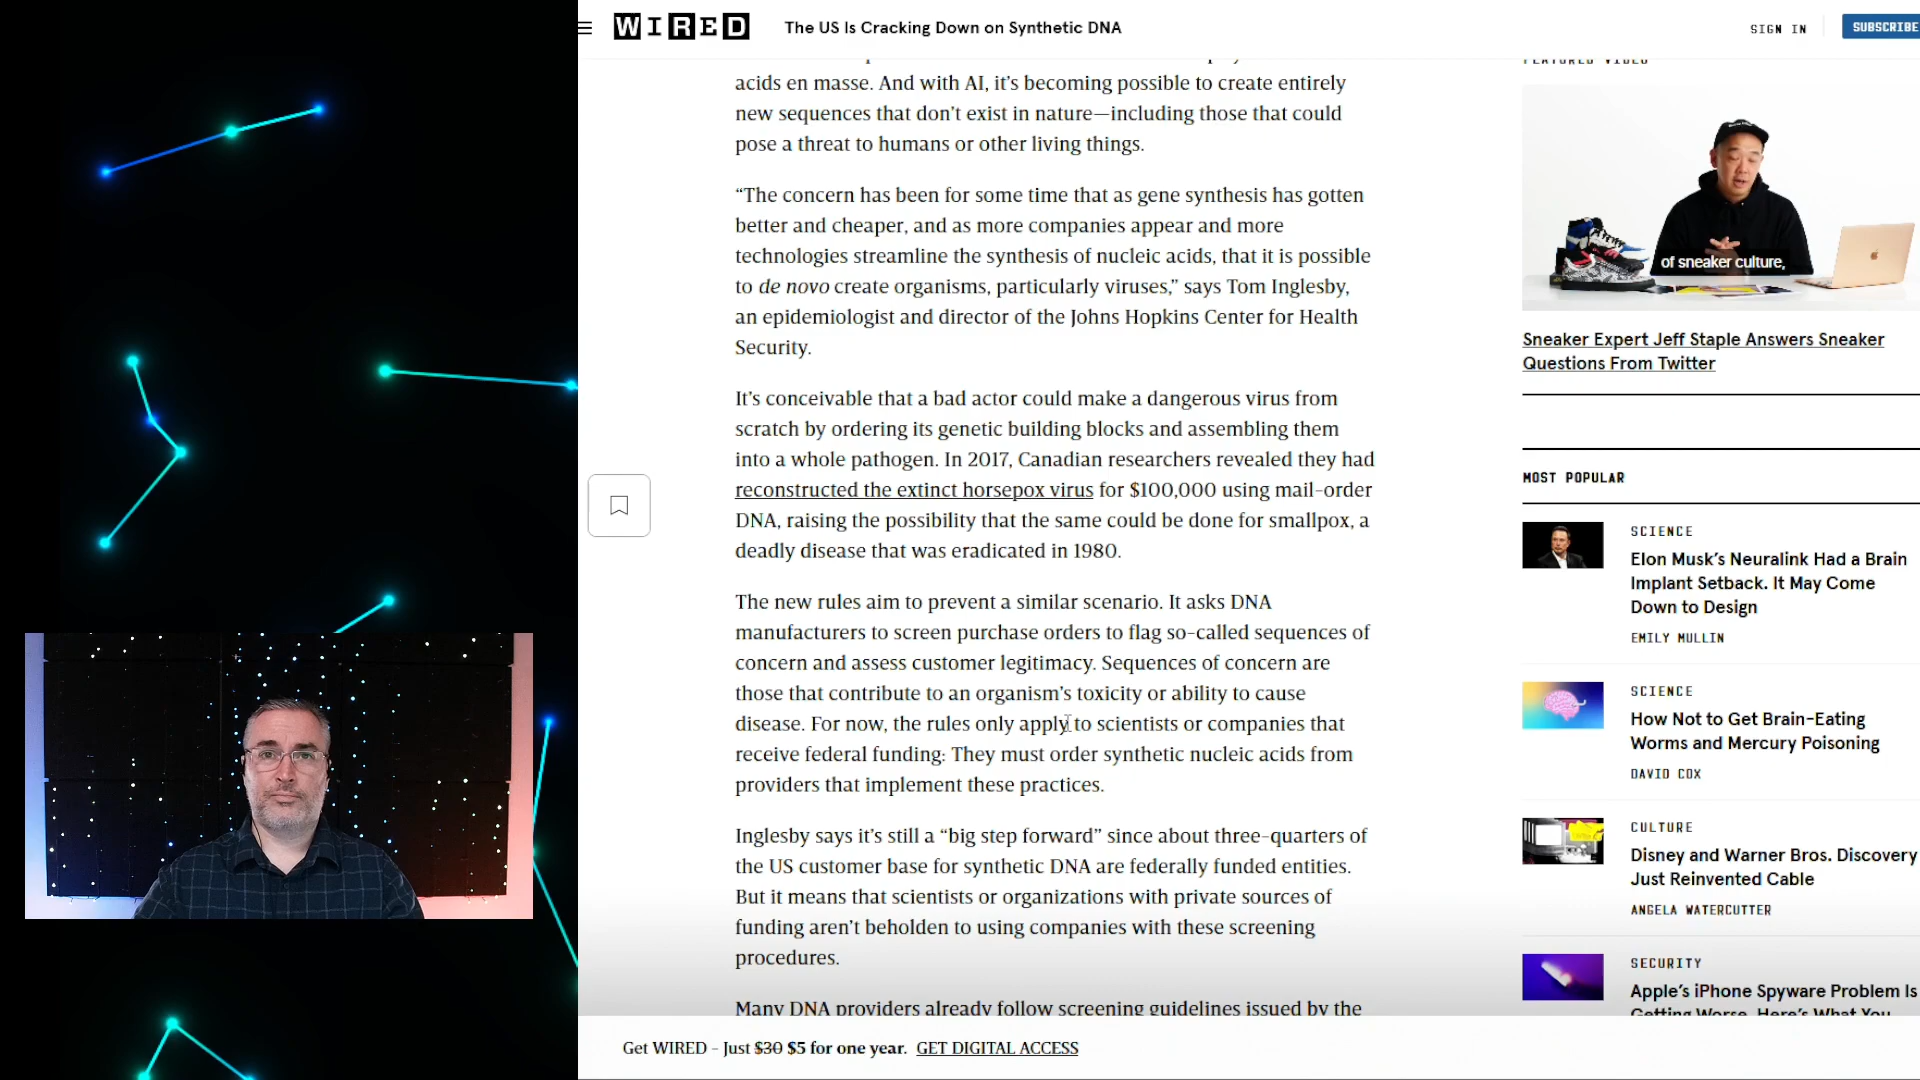 WIRED
The US Is Cracking Down on Synthetic DNA
SIGN IN
SUBSCRIBE
acids en masse. And with AI, it’s becoming possible to create entirely
new sequences that don’t exist in nature—including those that could
pose a threat to humans or other living things.
“The concern has been for some time that as gene synthesis has gotten
better and cheaper, and as more companies appear and more
technologies streamline the synthesis of nucleic acids, that it is possible
to de novo create organisms, particularly viruses,” says Tom Inglesby,
an epidemiologist and director of the Johns Hopkins Center for Health
Security.
It’s conceivable that a bad actor could make a dangerous virus from
scratch by ordering its genetic building blocks and assembling them
into a whole pathogen. In 2017, Canadian researchers revealed they had
reconstructed the extinct horsepox virus for $100,000 using mail-order
DNA, raising the possibility that the same could be done for smallpox, a
deadly disease that was eradicated in 1980.
The new rules aim to prevent a similar scenario. It asks DNA
manufacturers to screen purchase orders to flag so-called sequences of
concern and assess customer legitimacy. Sequences of concern are
those that contribute to an organism’s toxicity or ability to cause
disease. For now, the rules only apply to scientists or companies that
receive federal funding: They must order synthetic nucleic acids from
providers that implement these practices.
Inglesby says it’s still a “big step forward” since about three-quarters of
the US customer base for synthetic DNA are federally funded entities.
But it means that scientists or organizations with private sources of
funding aren’t beholden to using companies with these screening
procedures.
Many DNA providers already follow screening guidelines issued by the
FEATURED VIDEO
of sneaker culture,
Sneaker Expert Jeff Staple Answers Sneaker
Questions From Twitter
MOST POPULAR
SCIENCE
Elon Musk’s Neuralink Had a Brain
Implant Setback. It May Come
Down to Design
EMILY MULLIN
SCIENCE
How Not to Get Brain-Eating
Worms and Mercury Poisoning
DAVID COX
CULTURE
Disney and Warner Bros. Discovery
Just Reinvented Cable
ANGELA WATERCUTTER
SECURITY
Apple’s iPhone Spyware Problem Is
Getting Worse. Here’s What You
Get WIRED - Just $30 $5 for one year. GET DIGITAL ACCESS